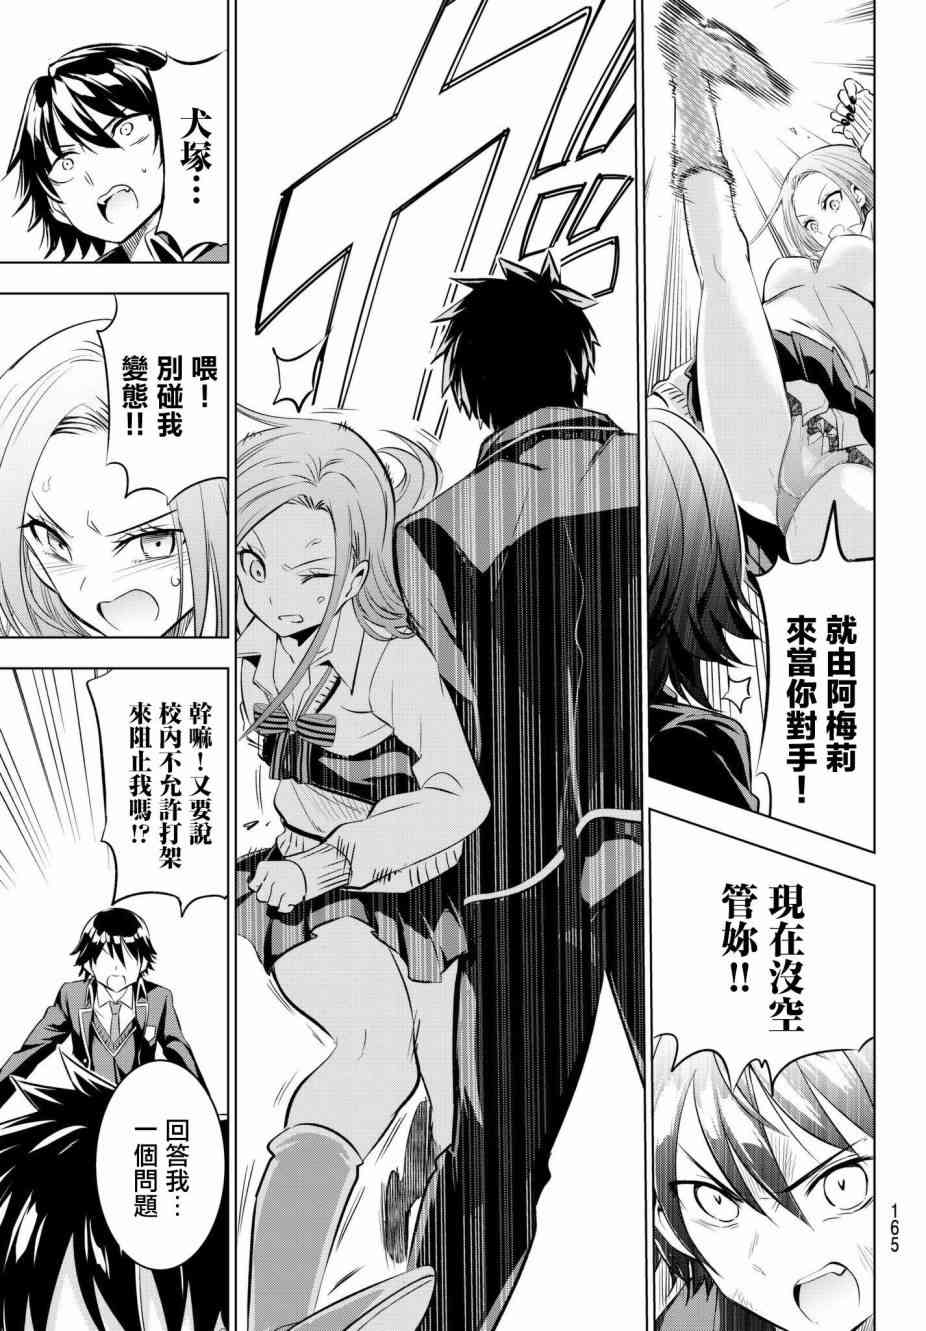 就由阿梅莉
來當你對手！
現在沒空
管妳!!
犬塚…
喂！
別碰我
變態!!
幹嘛！又要說
校內不允許打架
來阻止我嗎!?
回答我…
一個問題
165